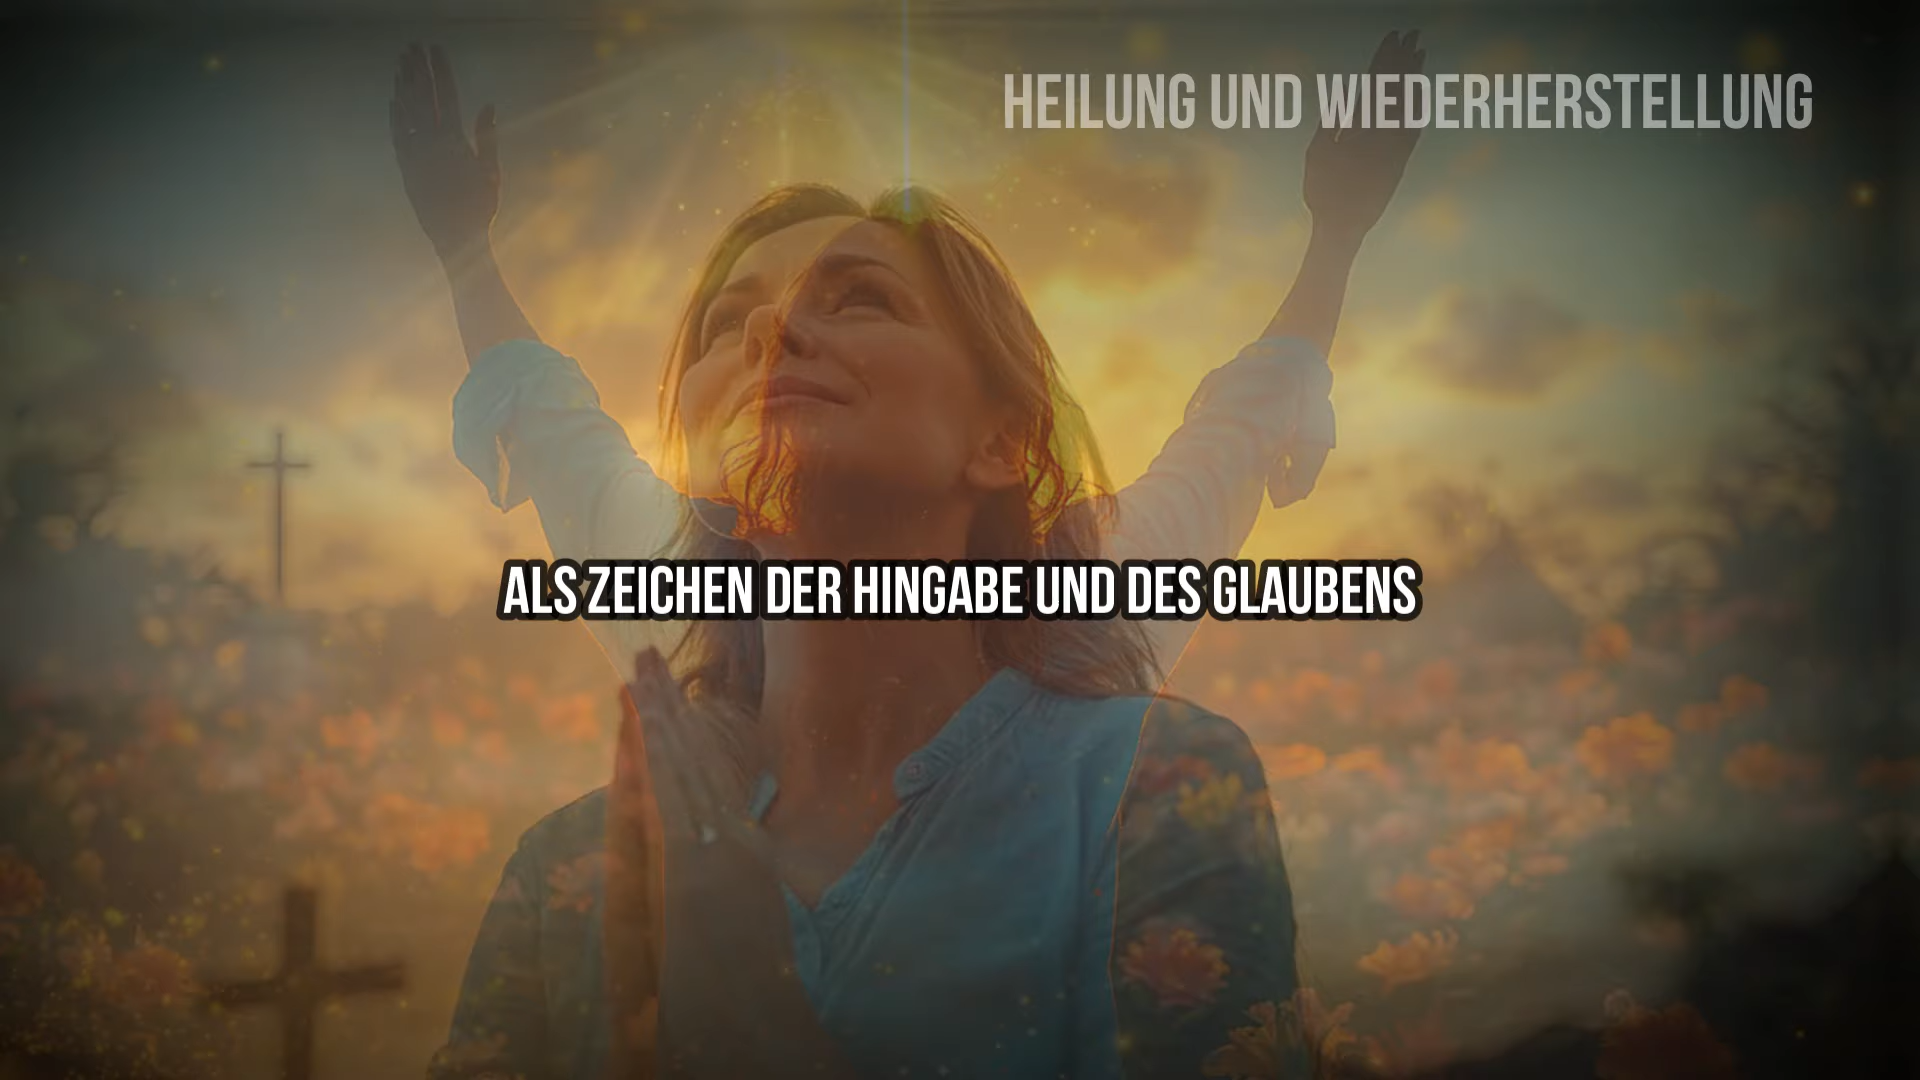 HEILUNG UND WIEDERHERSTELLUNG
ALS ZEICHEN DER HINGABE UND DES GLAUBENS